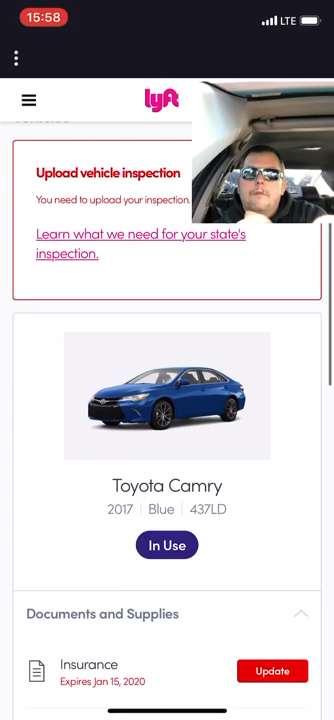 15:58
LTE
lyft
Upload vehicle inspection
You need to upload your inspection.
Learn what we need for your state's
inspection.
Toyota Camry
2017 | Blue | 437LD
In Use
Documents and Supplies
Insurance
Update
Expires Jan 15, 2020